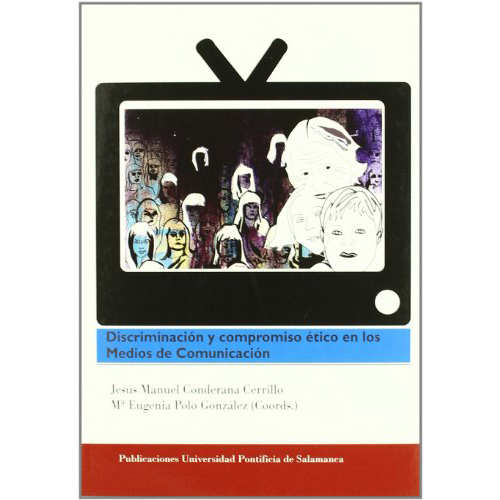 Discriminación y compromiso ético en los
Medios de Comunicación
Jesús Manuel Conderana Cerrillo
Mª Eugenia Polo González (Coords.)
Publicaciones Universidad Pontificia de Salamanca